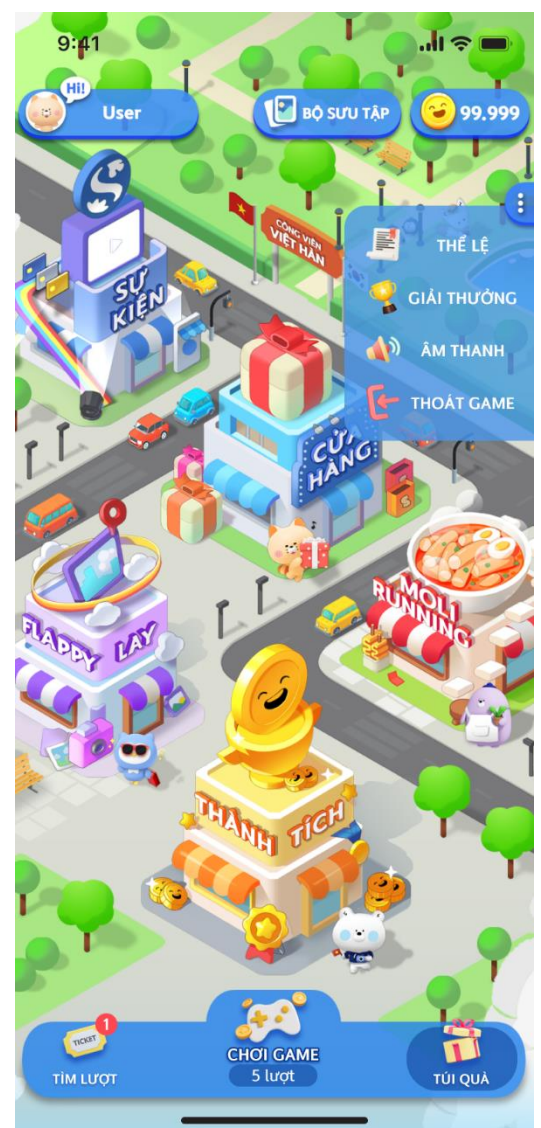 9:41
Hi!
User
BỘ SƯU TẬP
99.999
S
CÔNG VIÊN
VIỆT HÀN
THỂ LỆ
GIẢI THƯỞNG
ÂM THANH
THOÁT GAME
SỰ
KIỆN
CỬA
HÀNG
MOLI
RUNNING
FLAPPY LAY
THÀNH TÍCH
TICKET
1
TÌM LƯỢT
CHƠI GAME
5 lượt
TÚI QUÀ